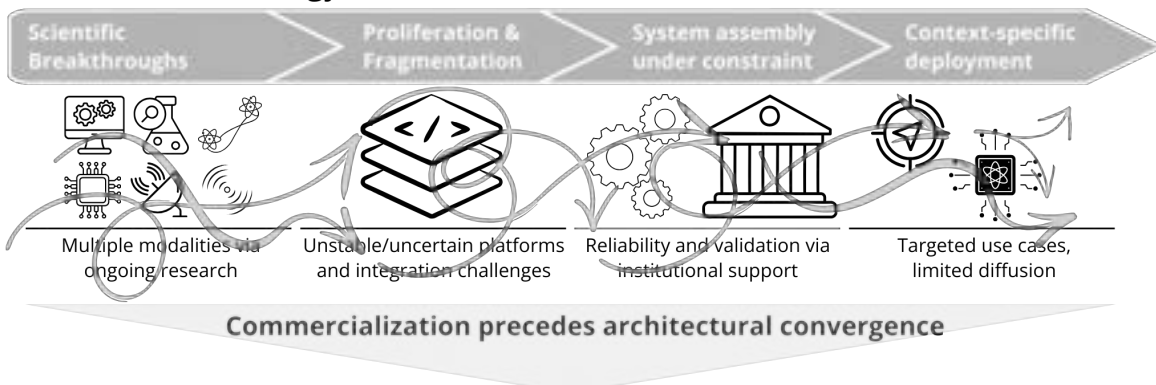 Scientific
Breakthroughs
Proliferation &
Fragmentation
System assembly
under constraint
Context-specific
deployment
</>
Multiple modalities via
ongoing research
Unstable/uncertain platforms
and integration challenges
Reliability and validation via
institutional support
Targeted use cases,
limited diffusion
Commercialization precedes architectural convergence